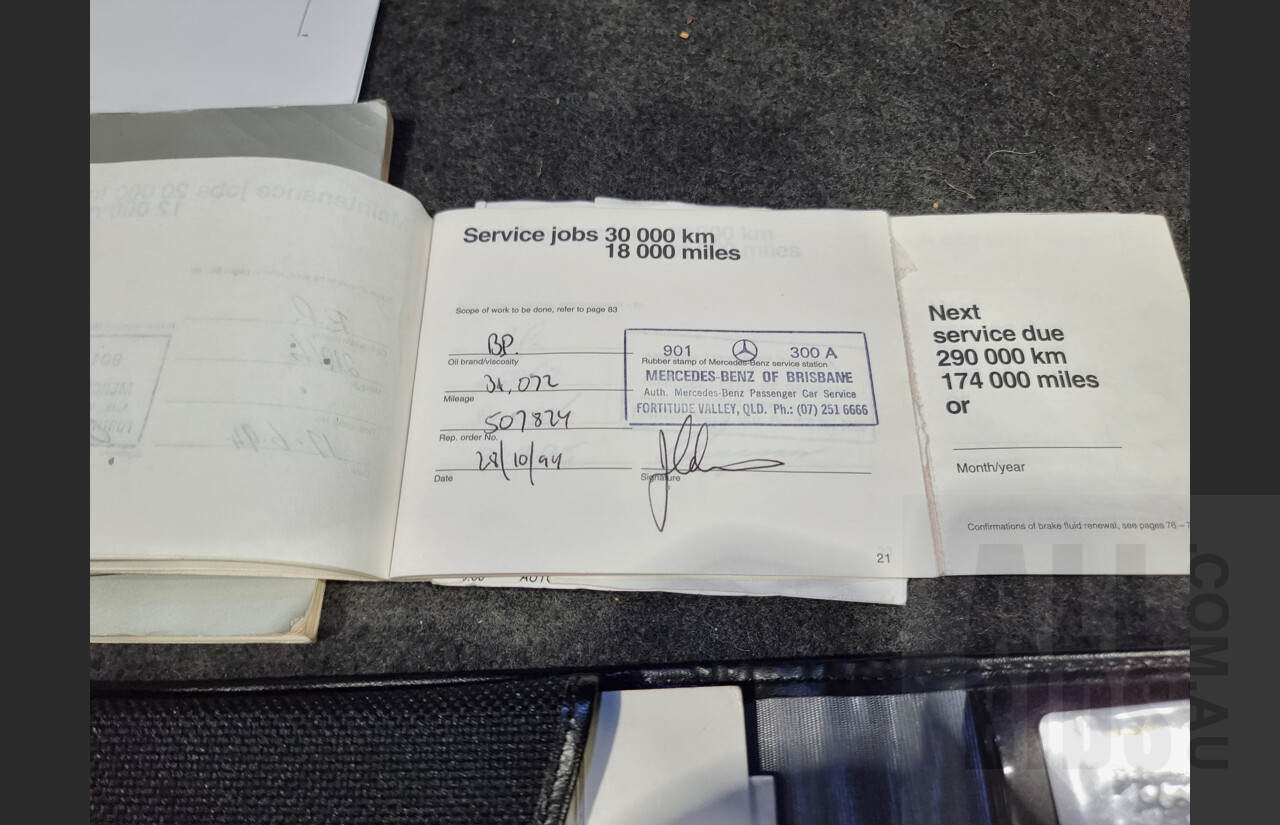 Service jobs 30 000 km
18 000 miles
Scope of work to be done, refer to page 83
BP.
Oil brand/viscosity
Mileage
507824
Rep. order No.
28/10/94
Date
901 300 A
Rubber stamp of Mercedes-Benz service station
MERCEDES-BENZ OF BRISBANE
Auth. Mercedes-Benz Passenger Car Service
FORTITUDE VALLEY, QLD. Ph.: (07) 251 6666
Signature
21
Next
service due
290 000 km
174 000 miles
or
Month/year
Confirmations of brake fluid renewal, see pages 76 –
ALL
.COM.AU